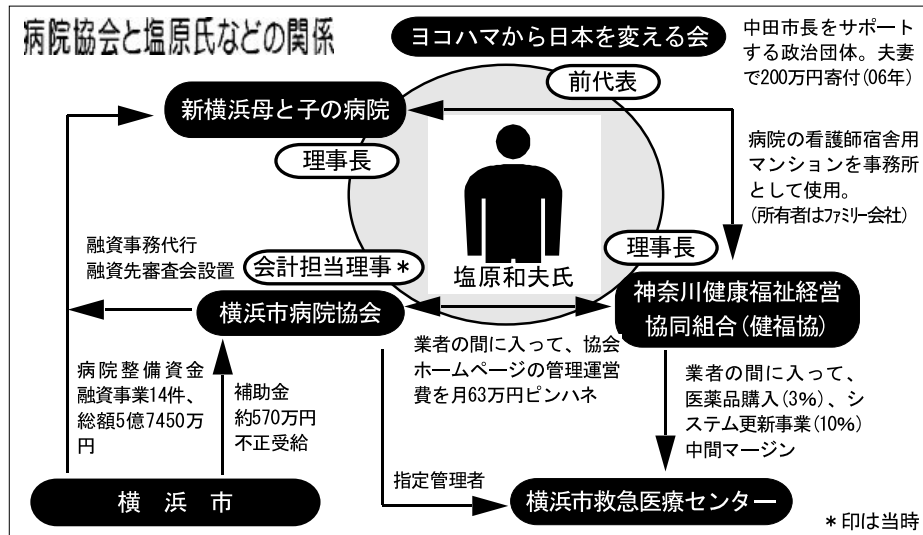 病院協会と塩原氏などの関係
ヨコハマから日本を変える会
中田市長をサポート
する政治団体。夫妻
で200万円寄付(06年)
前代表
新横浜母と子の病院
理事長
病院の看護師宿舎用
マンションを事務所
として使用。
(所有者はファミリー会社)
融資事務代行
融資先審査会設置
会計担当理事*
塩原和夫氏
理事長
横浜市病院協会
神奈川健康福祉経営
協同組合(健福協)
病院整備資金
融資事業14件、
総額5億7450万
円
補助金
約570万円
不正受給
業者の間に入って、協会
ホームページの管理運営
費を月63万円ピンハネ
業者の間に入って、
医薬品購入(3%)、シ
ステム更新事業(10%)
中間マージン
横浜市
指定管理者
横浜市救急医療センター
*印は当時